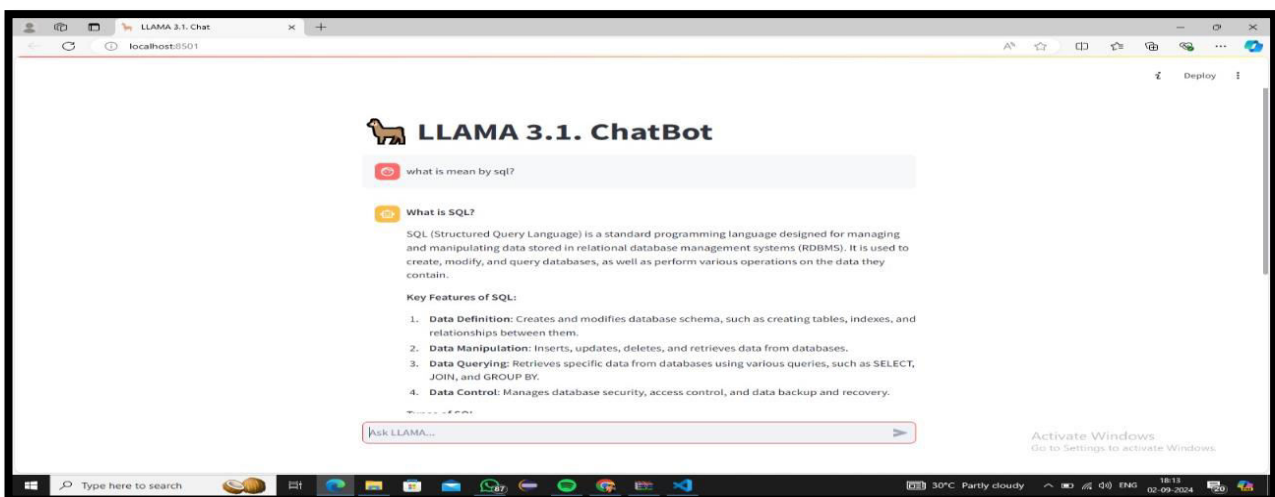 LLAMA 3.1. Chat
localhost:8501
Deploy
LLAMA 3.1. ChatBot
what is mean by sql?
What is SQL?
SQL (Structured Query Language) is a standard programming language designed for managing
and manipulating data stored in relational database management systems (RDBMS). It is used to
create, modify, and query databases, as well as perform various operations on the data they
contain.
Key Features of SQL:
1. Data Definition: Creates and modifies database schema, such as creating tables, indexes, and
relationships between them.
2. Data Manipulation: Inserts, updates, deletes, and retrieves data from databases.
3. Data Querying: Retrieves specific data from databases using various queries, such as SELECT,
JOIN, and GROUP BY.
4. Data Control: Manages database security, access control, and data backup and recovery.
Ask LLAMA...
Activate Windows
Go to Settings to activate Windows.
Type here to search
87
30°C Partly cloudy
ENG
18:13
02-09-2024
20